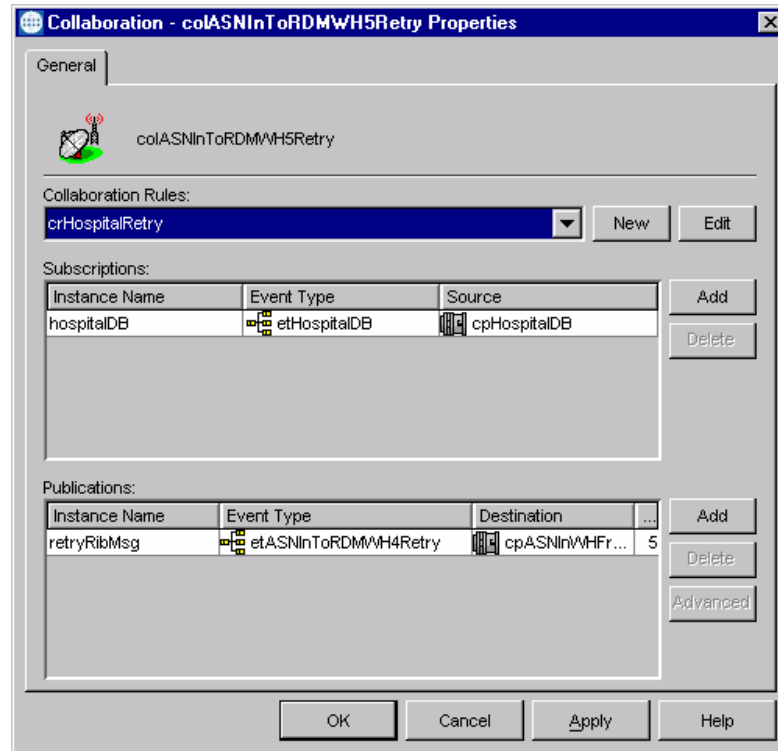 Collaboration - colASNInToRDMWH5Retry Properties
General
colASNInToRDMWH5Retry
Collaboration Rules:
crHospitalRetry New Edit
Subscriptions:
Instance Name Event Type Source Add
hospitalDB etHospitalDB cpHospitalDB
Delete
Publications:
Instance Name Event Type Destination ... Add
retryRibMsg etASNInToRDMWH4Retry cpASNInWHFr... 5
Delete
Advanced
OK Cancel Apply Help